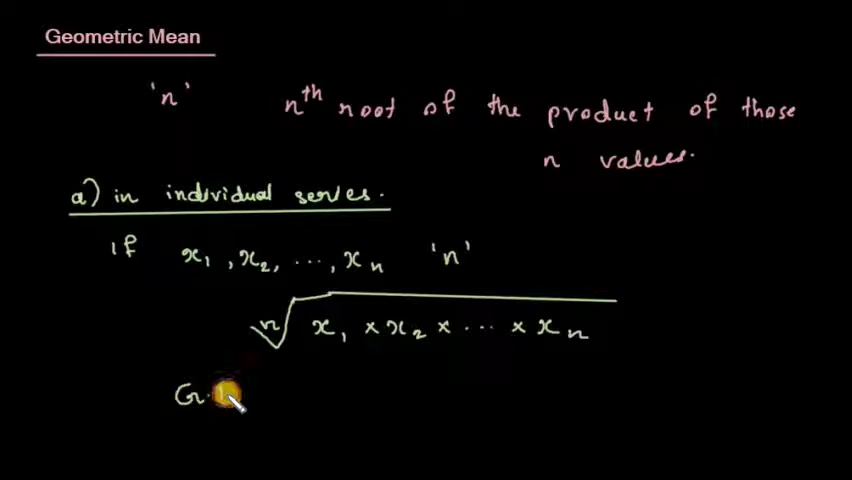 Geometric Mean
'n' nth root of the product of those
n values.
a) in individual series.
If x₁, x₂, ..., xₙ 'n'
ⁿ√x₁ × x₂ × ... × xₙ
G.